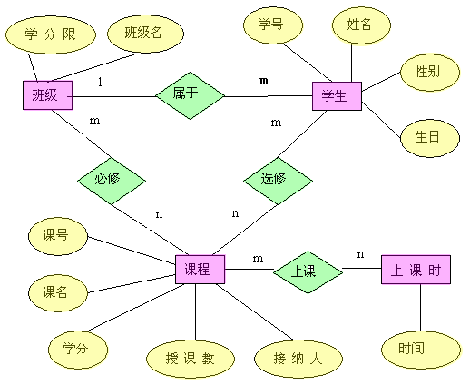 学号
姓名
学 分 限
班级名
性别
班级
l
属于
m
学生
m
m
生日
必修
选修
r.
n
课号
课程
m
上课
n
上 课 时
课名
学分
授 课 数
接 纳 人
时间